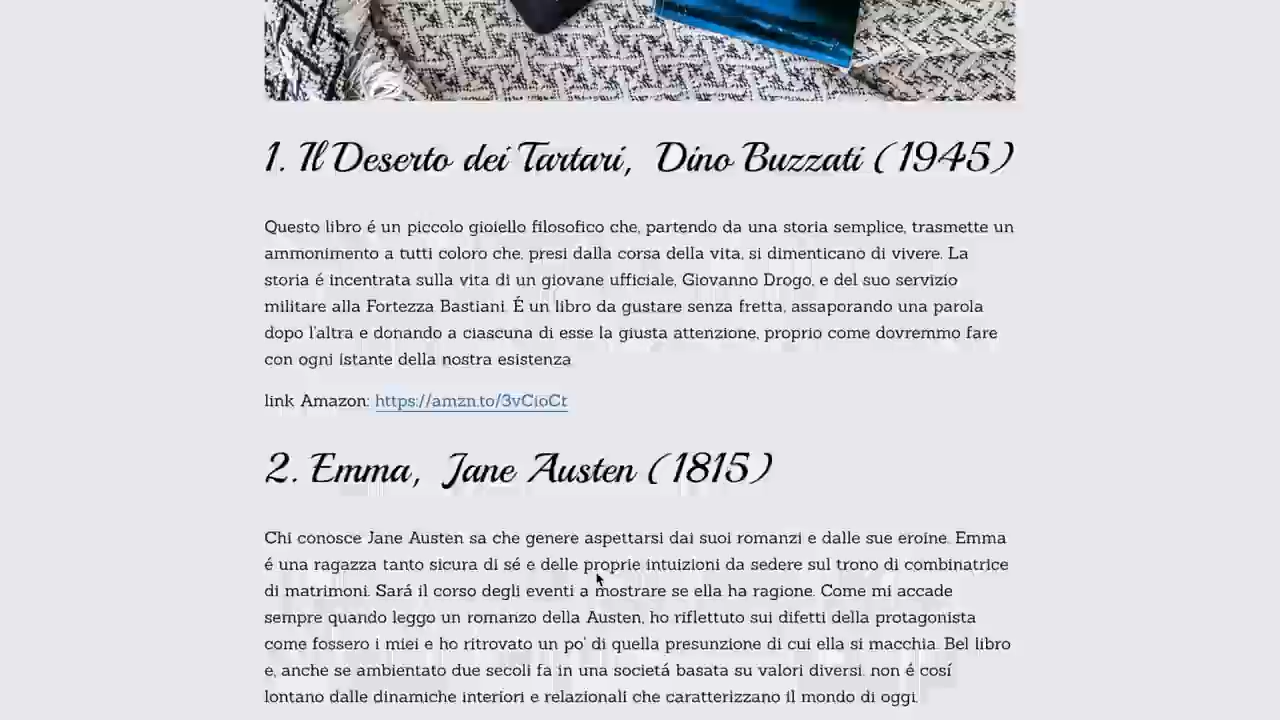 1. Il Deserto dei Tartari, Dino Buzzati (1945)
Questo libro é un piccolo gioiello filosofico che, partendo da una storia semplice, trasmette un
ammonimento a tutti coloro che, presi dalla corsa della vita, si dimenticano di vivere. La
storia é incentrata sulla vita di un giovane ufficiale, Giovanno Drogo, e del suo servizio
militare alla Fortezza Bastiani. É un libro da gustare senza fretta, assaporando una parola
dopo l'altra e donando a ciascuna di esse la giusta attenzione, proprio come dovremmo fare
con ogni istante della nostra esistenza.
link Amazon: https://amzn.to/3vCioCt
2. Emma, Jane Austen (1815)
Chi conosce Jane Austen sa che genere aspettarsi dai suoi romanzi e dalle sue eroine. Emma
é una ragazza tanto sicura di sé e delle proprie intuizioni da sedere sul trono di combinatrice
di matrimoni. Sará il corso degli eventi a mostrare se ella ha ragione. Come mi accade
sempre quando leggo un romanzo della Austen, ho riflettuto sui difetti della protagonista
come fossero i miei e ho ritrovato un po' di quella presunzione di cui ella si macchia. Bel libro
e, anche se ambientato due secoli fa in una societá basata su valori diversi, non é cosí
lontano dalle dinamiche interiori e relazionali che caratterizzano il mondo di oggi.